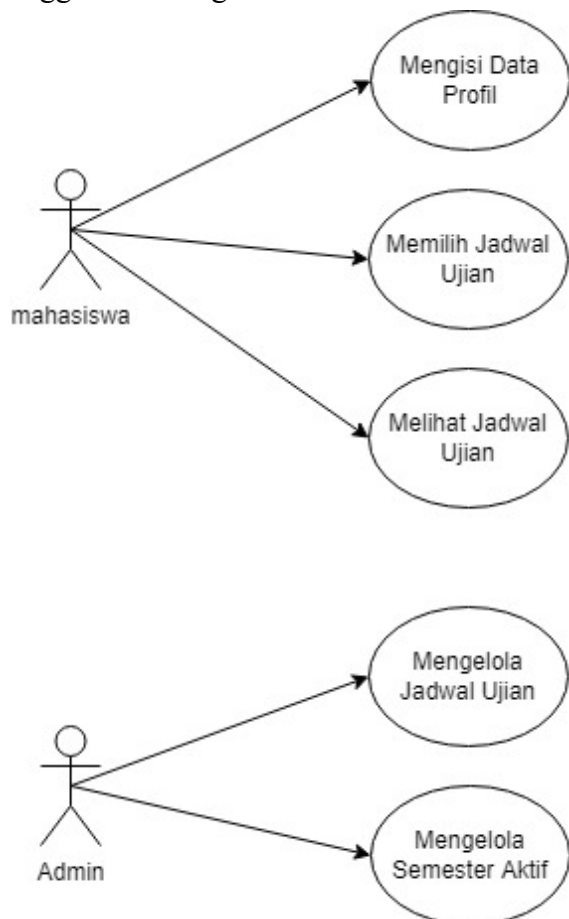 Mengisi Data
Profil
mahasiswa
Memilih Jadwal
Ujian
Melihat Jadwal
Ujian
Mengelola
Jadwal Ujian
Admin
Mengelola
Semester Aktif